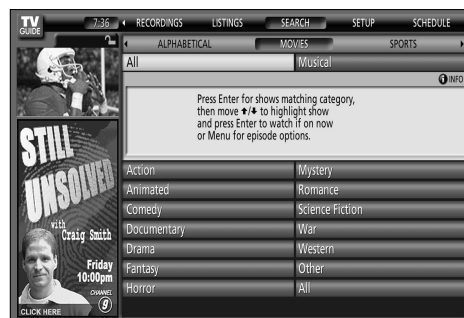 TV
GUIDE
7:36
RECORDINGS LISTINGS SEARCH SETUP SCHEDULE
ALPHABETICAL MOVIES SPORTS
All Musical
i INFO
Press Enter for shows matching category,
then move ↑/↓ to highlight show
and press Enter to watch if on now
or Menu for episode options.
Action Mystery
Animated Romance
Comedy Science Fiction
Documentary War
Drama Western
Fantasy Other
Horror All
STILL
UNSOLVED
with
Craig Smith
Friday
10:00pm
CHANNEL
9
CLICK HERE